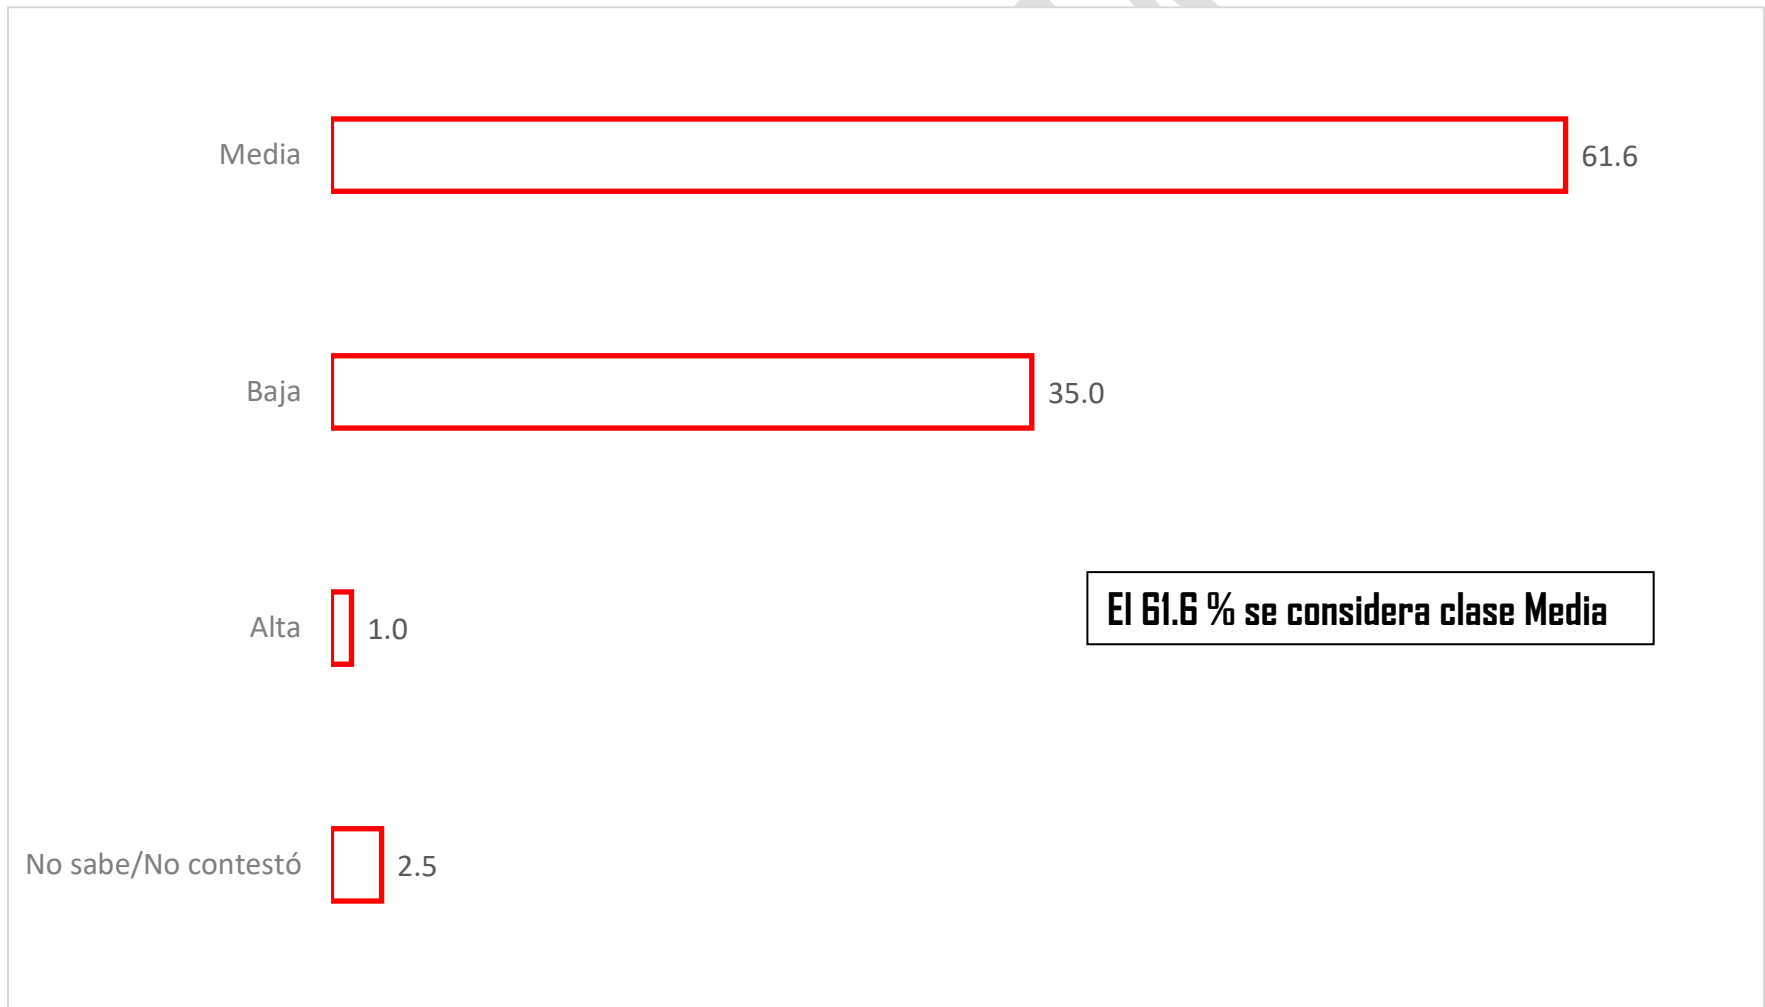 Media
61.6
Baja
35.0
Alta
1.0
El 61.6 % se considera clase Media
No sabe/No contestó
2.5